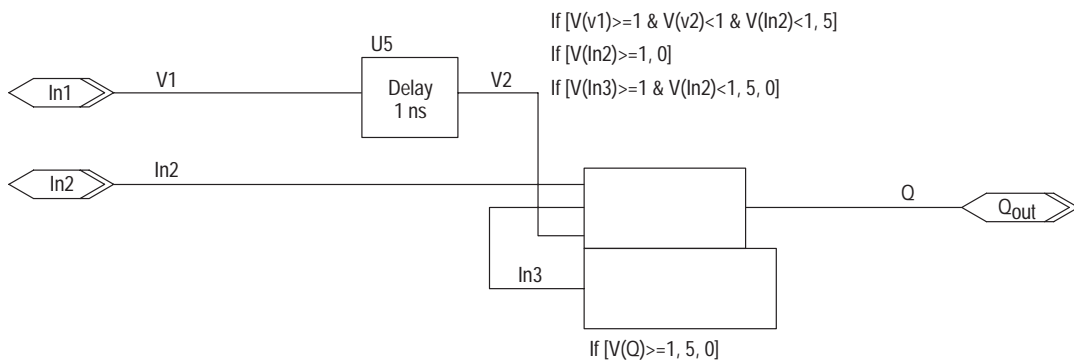 If [V(v1)>=1 & V(v2)<1 & V(In2)<1, 5]
If [V(In2)>=1, 0]
If [V(In3)>=1 & V(In2)<1, 5, 0]
U5
In1
V1
Delay
1 ns
V2
In2
In2
Q
Qout
In3
If [V(Q)>=1, 5, 0]